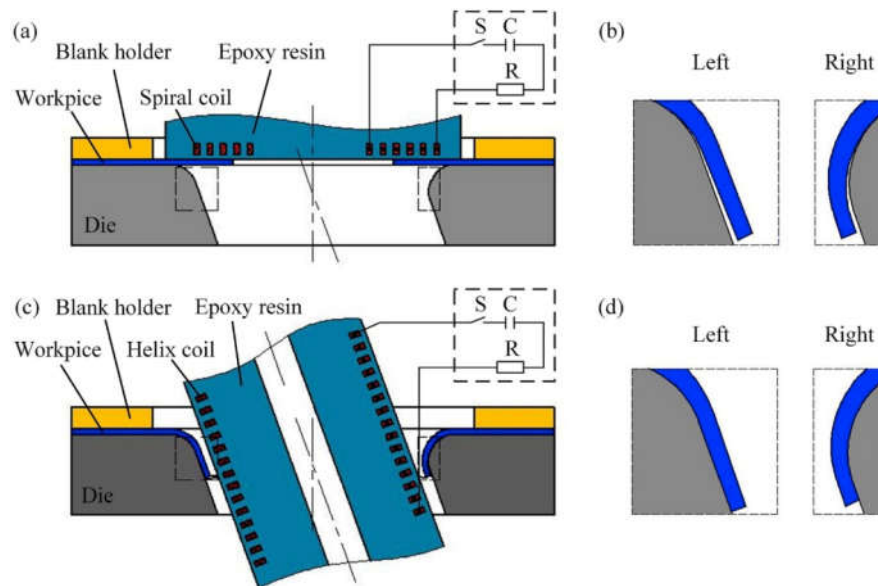 (a)
Blank holder
Epoxy resin
S
C
R
Workpice
Spiral coil
Die
(b)
Left
Right
(c)
Blank holder
Epoxy resin
S
C
R
Workpice
Helix coil
Die
(d)
Left
Right